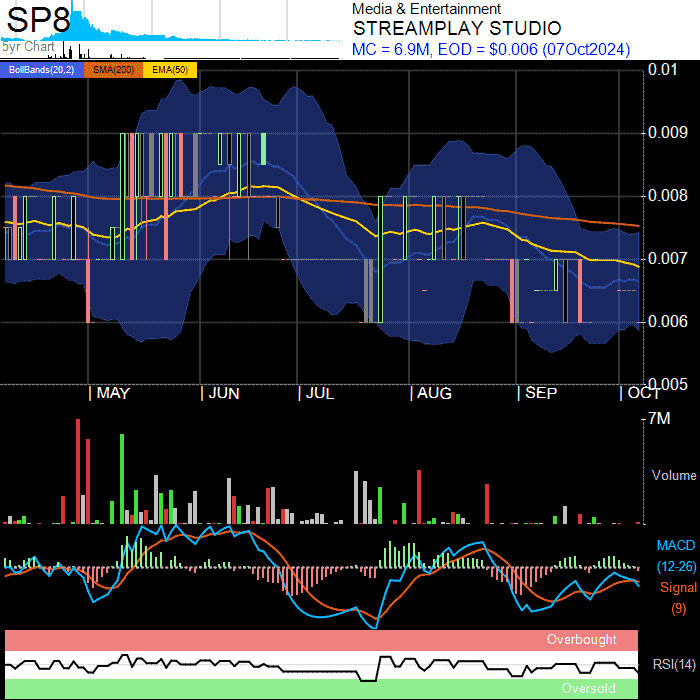 SP8
5yr Chart
Media & Entertainment
STREAMPLAY STUDIO
MC = 6.9M, EOD = $0.006 (07Oct2024)
BollBands(20,2) SMA(200) EMA(50)
0.01
0.009
0.008
0.007
0.006
0.005
MAY JUN JUL AUG SEP OCT
7M
Volume
MACD
(12-26)
Signal
(9)
Overbought
RSI(14)
Oversold